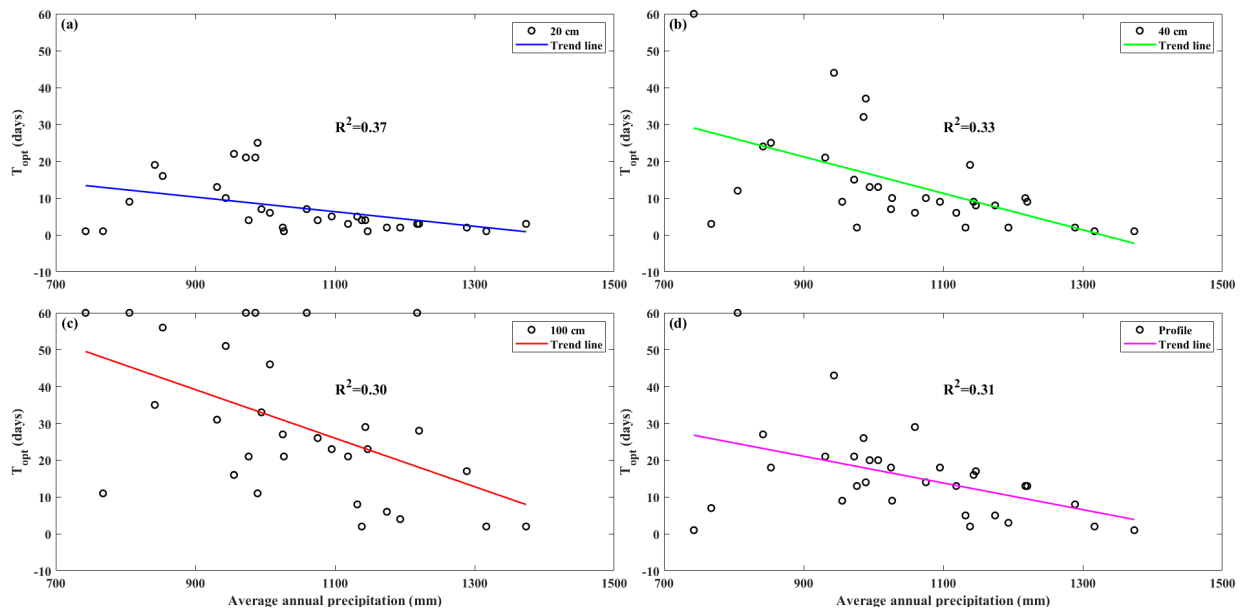 (a)
20 cm
Trend line
R²=0.37
T_opt (days)
60
50
40
30
20
10
0
-10
700
900
1100
1300
1500
(b)
40 cm
Trend line
R²=0.33
T_opt (days)
60
50
40
30
20
10
0
-10
700
900
1100
1300
1500
(c)
100 cm
Trend line
R²=0.30
T_opt (days)
60
50
40
30
20
10
0
-10
700
900
1100
1300
1500
Average annual precipitation (mm)
(d)
Profile
Trend line
R²=0.31
T_opt (days)
60
50
40
30
20
10
0
-10
700
900
1100
1300
1500
Average annual precipitation (mm)